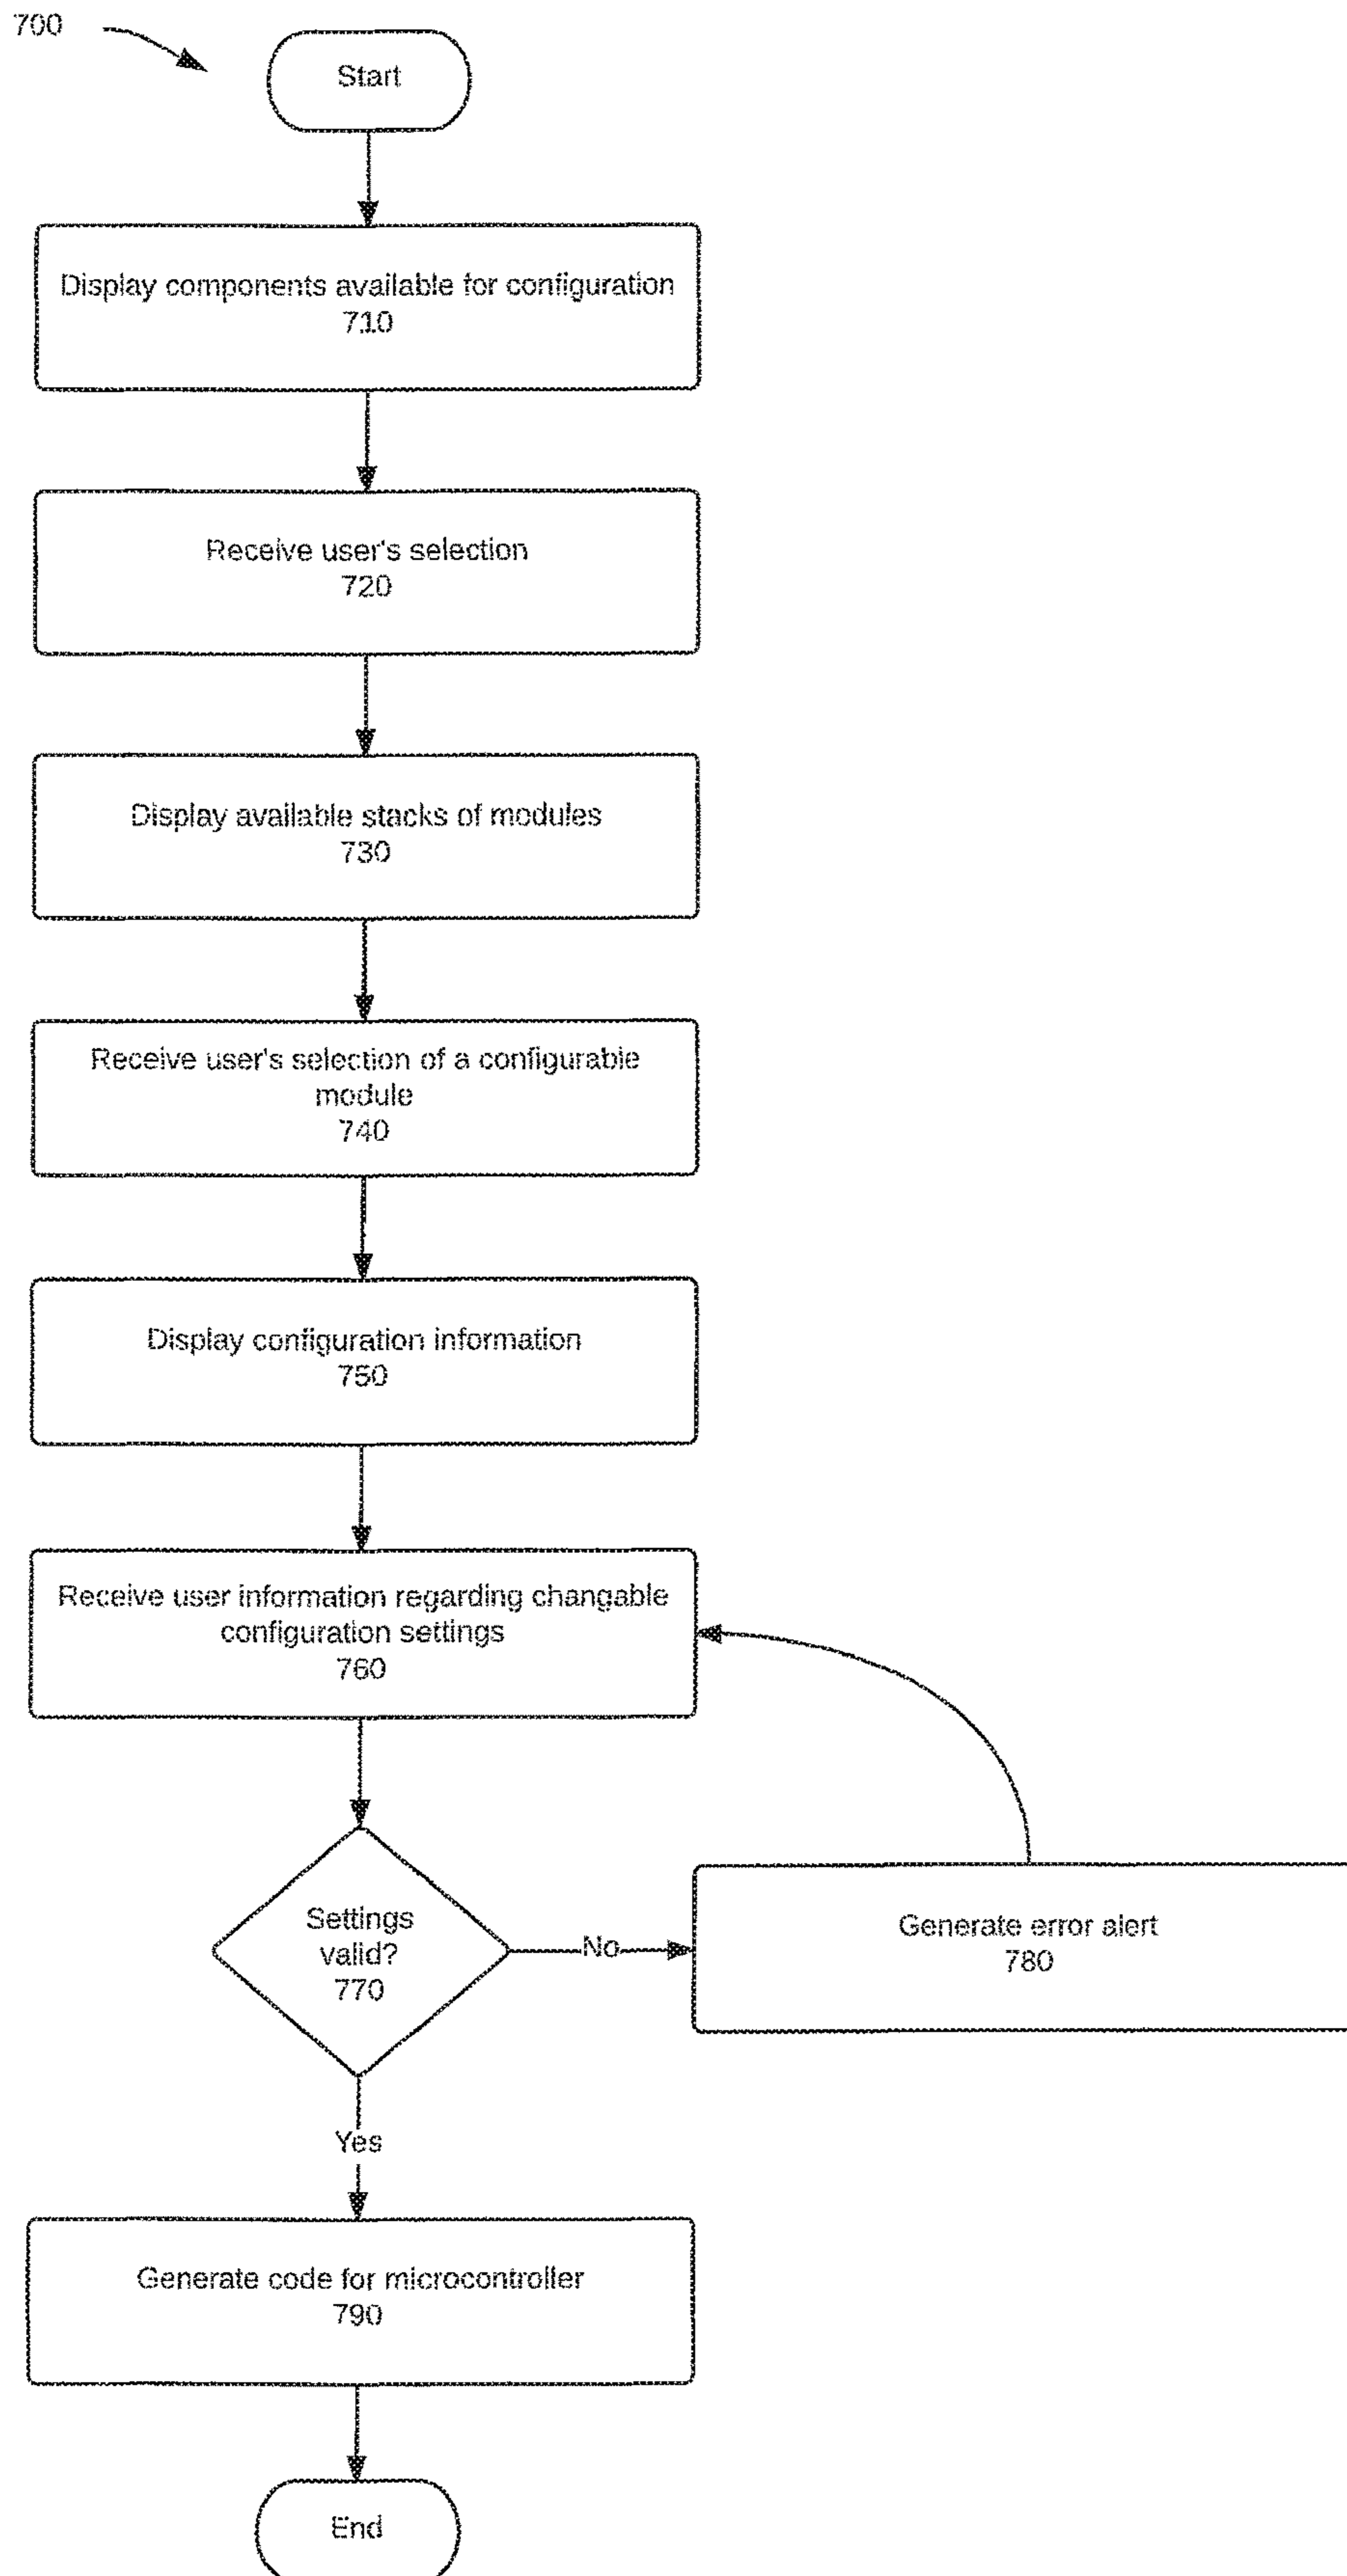 700
Start
Display components available for configuration
710
Receive user's selection
720
Display available stacks of modules
730
Receive user's selection of a configurable
module
740
Display configuration information
750
Receive user information regarding changable
configuration settings
760
Settings
valid?
770
No
Generate error alert
780
Yes
Generate code for microcontroller
790
End